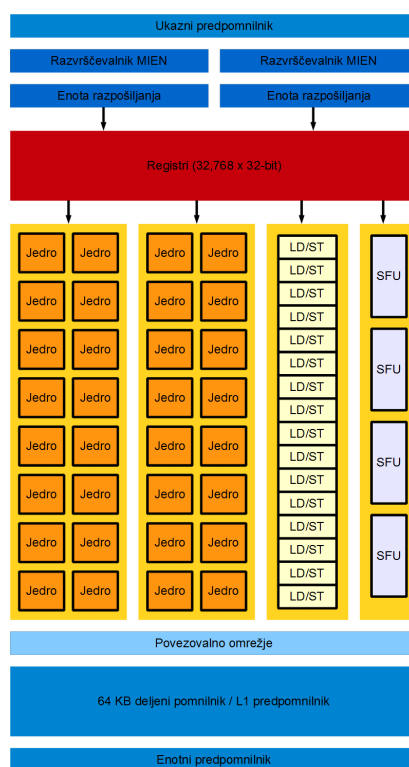 Ukazni predpomnilnik
Razvrščevalnik MIEN Razvrščevalnik MIEN
Enota razpošiljanja Enota razpošiljanja
Registri (32,768 x 32-bit)
Jedro Jedro Jedro Jedro LD/ST SFU
LD/ST
Jedro Jedro Jedro Jedro LD/ST
LD/ST
Jedro Jedro Jedro Jedro LD/ST SFU
LD/ST
Jedro Jedro Jedro Jedro LD/ST
LD/ST
Jedro Jedro Jedro Jedro LD/ST SFU
LD/ST
Jedro Jedro Jedro Jedro LD/ST
LD/ST
Jedro Jedro Jedro Jedro LD/ST SFU
LD/ST
Jedro Jedro Jedro Jedro LD/ST
LD/ST
Povezovalno omrežje
64 KB deljeni pomnilnik / L1 predpomnilnik
Enotni predpomnilnik